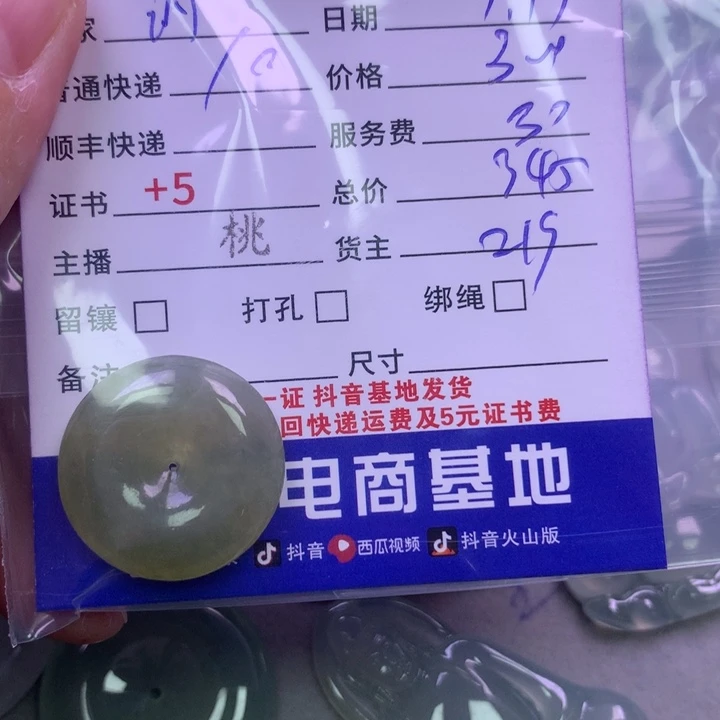 家 日期
普通快递 价格
顺丰快递 服务费 30
证书 +5 总价 345
主播 桃 货主 219
留镶 打孔 绑绳
备注 尺寸
一证 抖音基地发货
回快递运费及5元证书费
电商基地
抖音 西瓜视频 抖音火山版